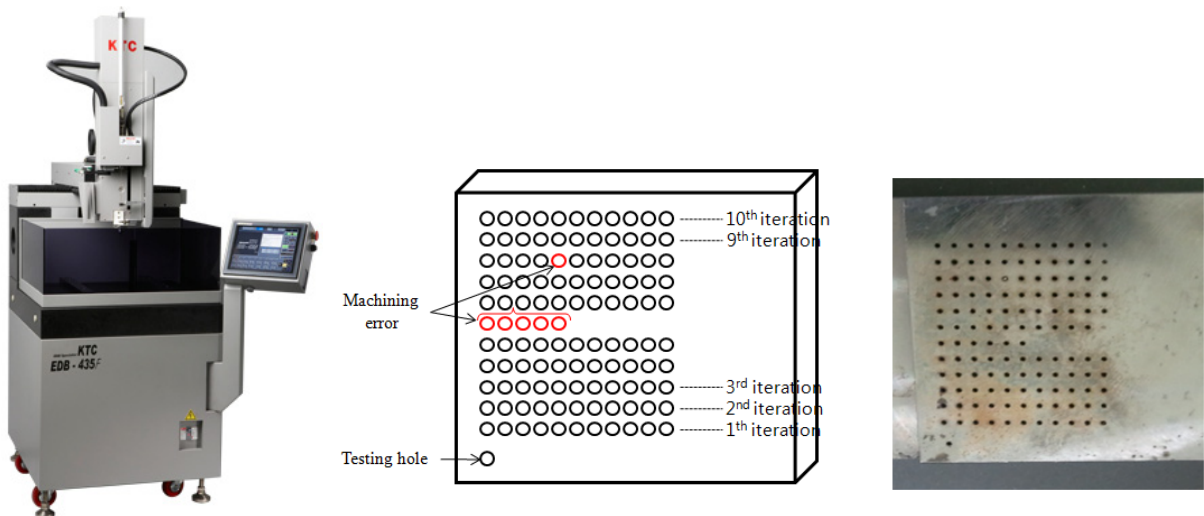 KTC
KTC
EDB - 435F
10th iteration
9th iteration
Machining
error
3rd iteration
2nd iteration
1th iteration
Testing hole